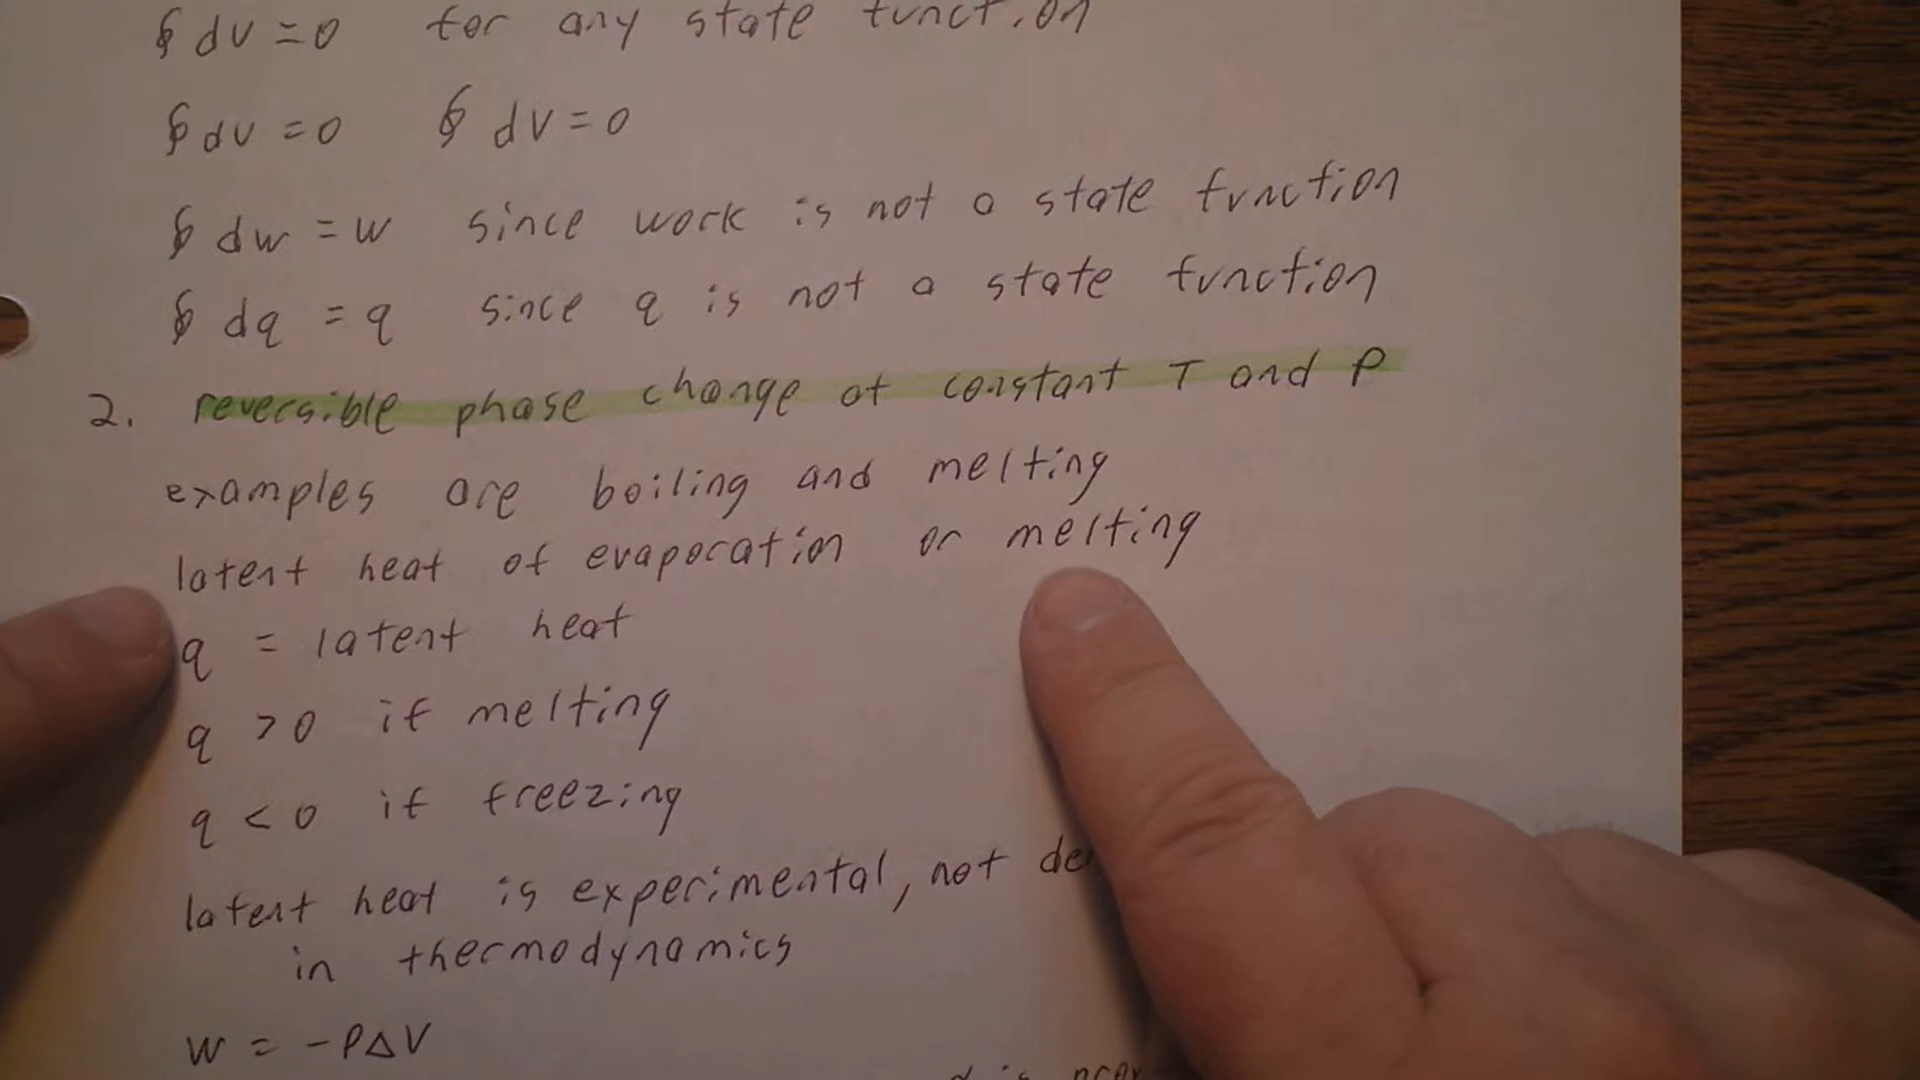 ∮ dU = 0 for any state function
∮ dU = 0 ∮ dV = 0
∮ dw = w since work is not a state function
∮ dq = q since q is not a state function
2. reversible phase change at constant T and P
examples are boiling and melting
latent heat of evaporation or melting
q = latent heat
q > 0 if melting
q < 0 if freezing
latent heat is experimental, not de
in thermodynamics
W = -PΔV
is